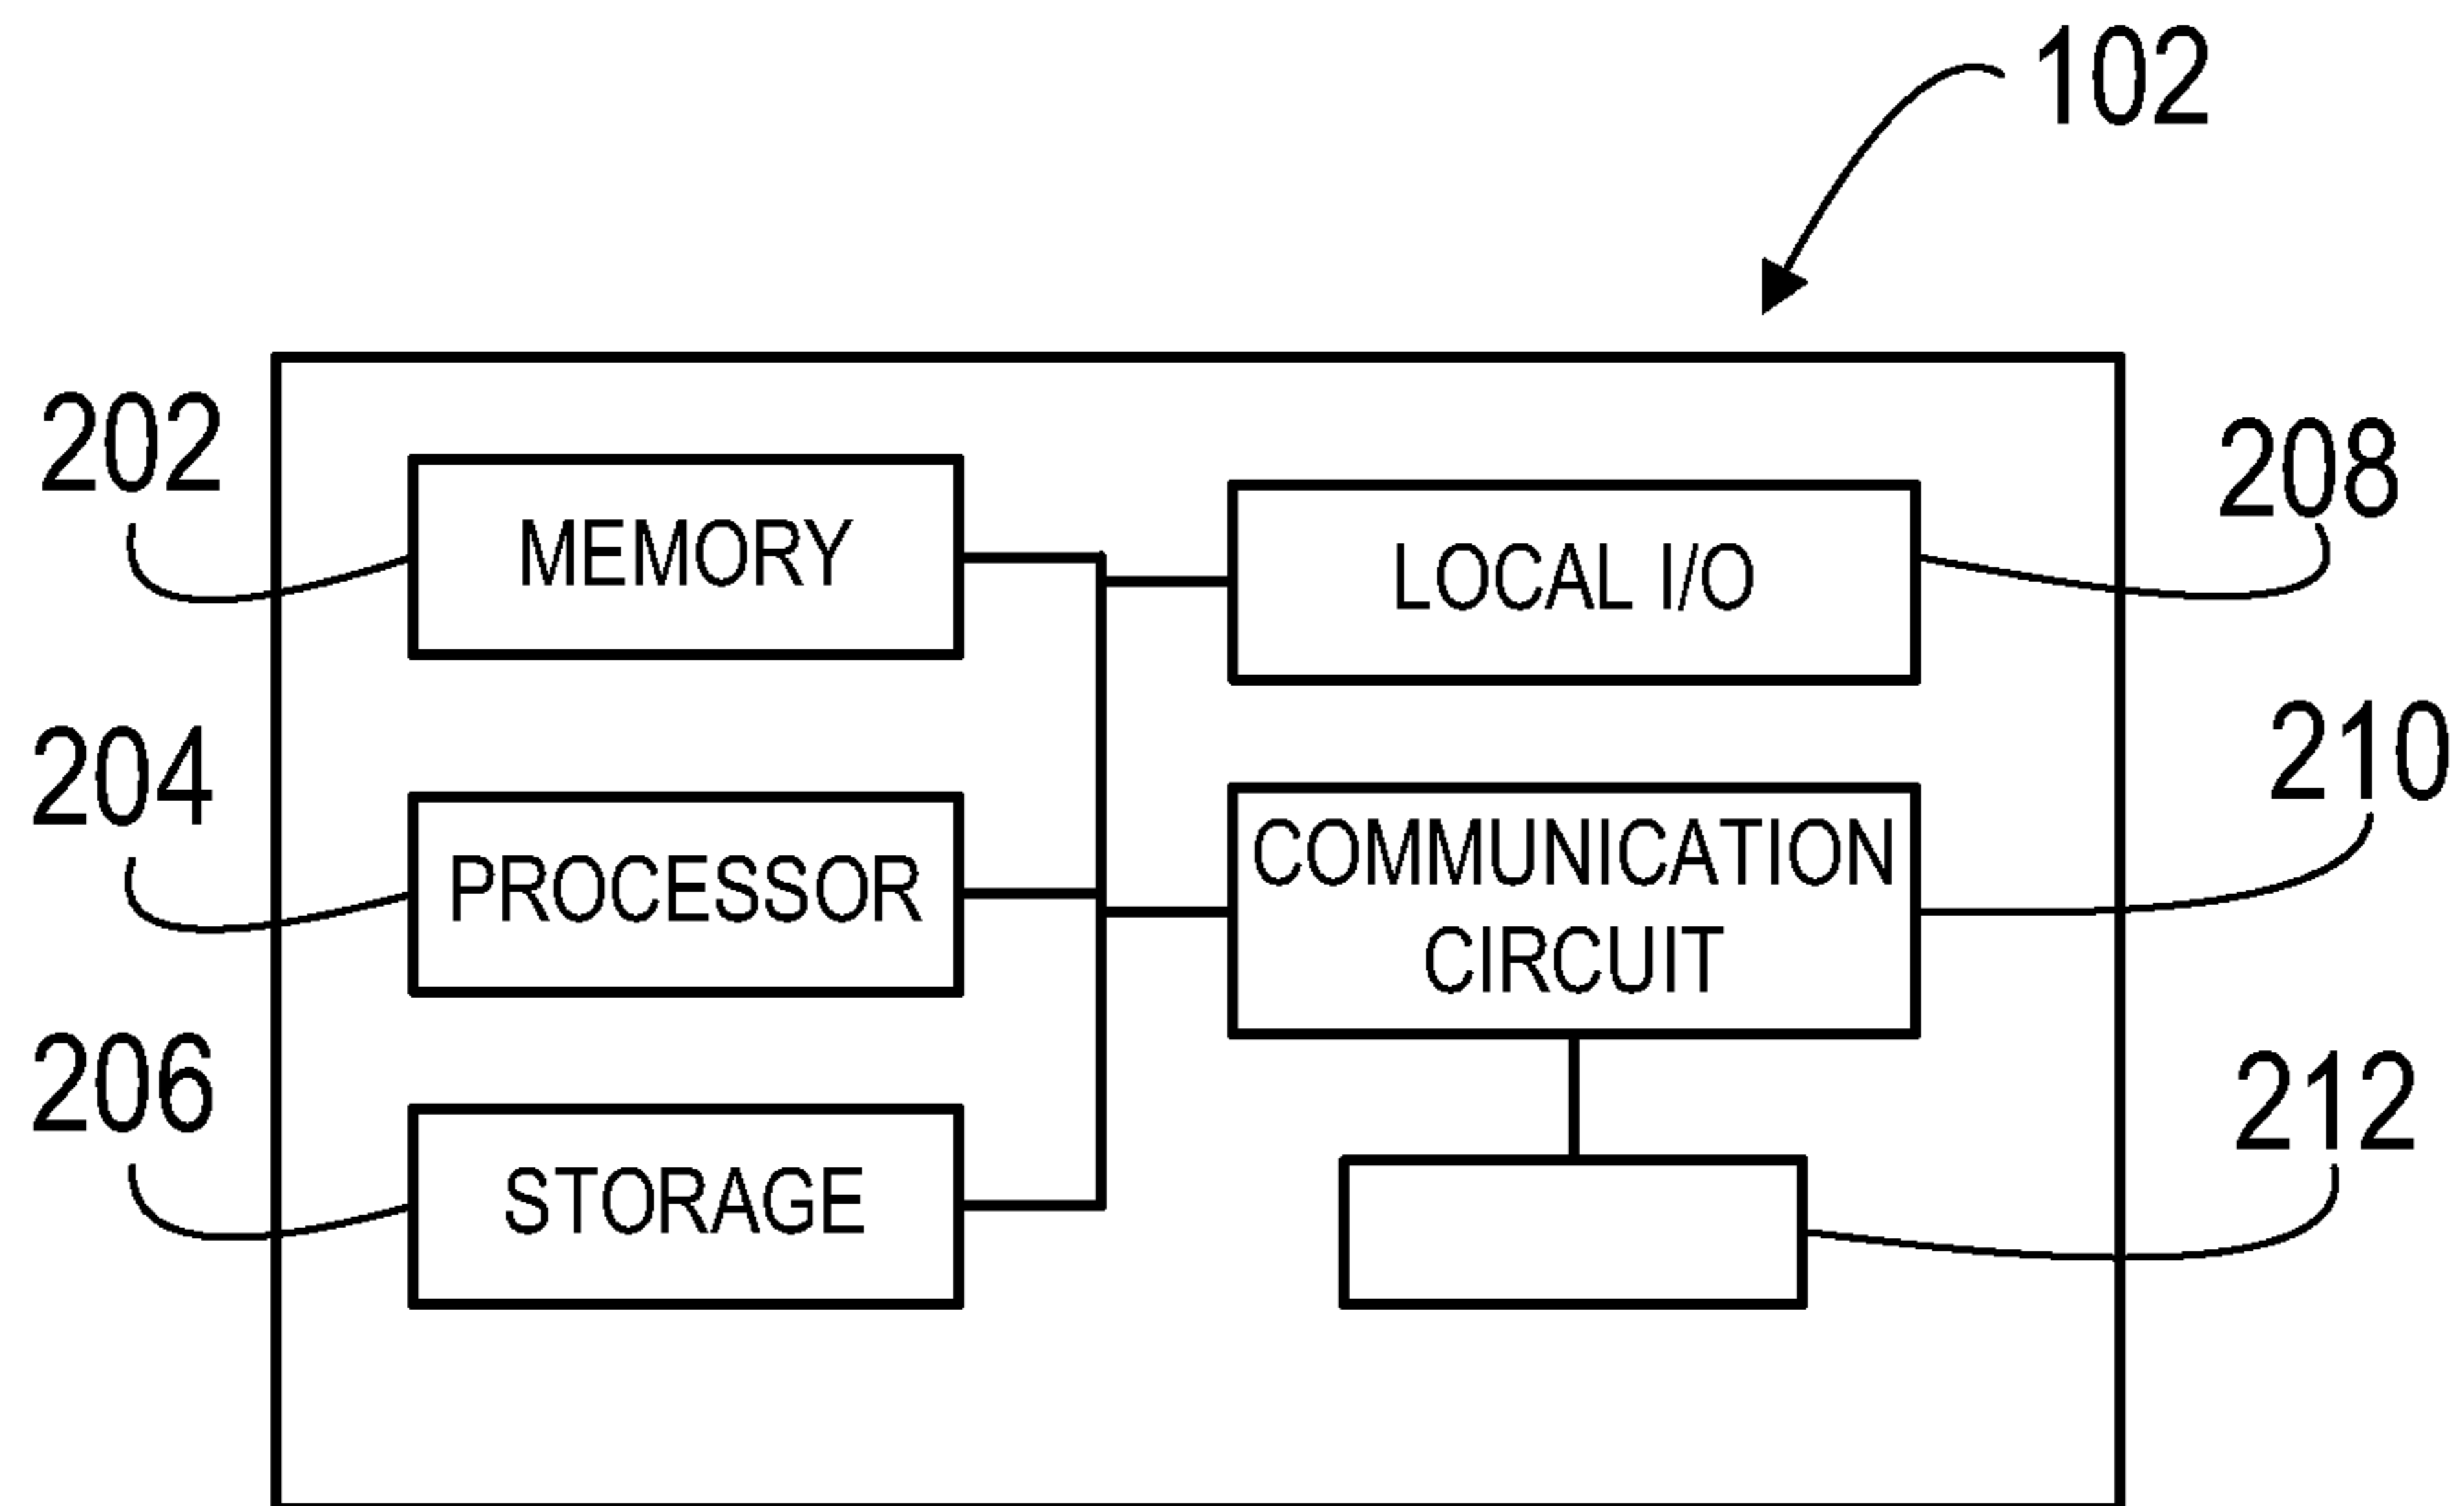 102
202
MEMORY
LOCAL I/O
208
204
PROCESSOR
COMMUNICATION
CIRCUIT
210
206
STORAGE
212